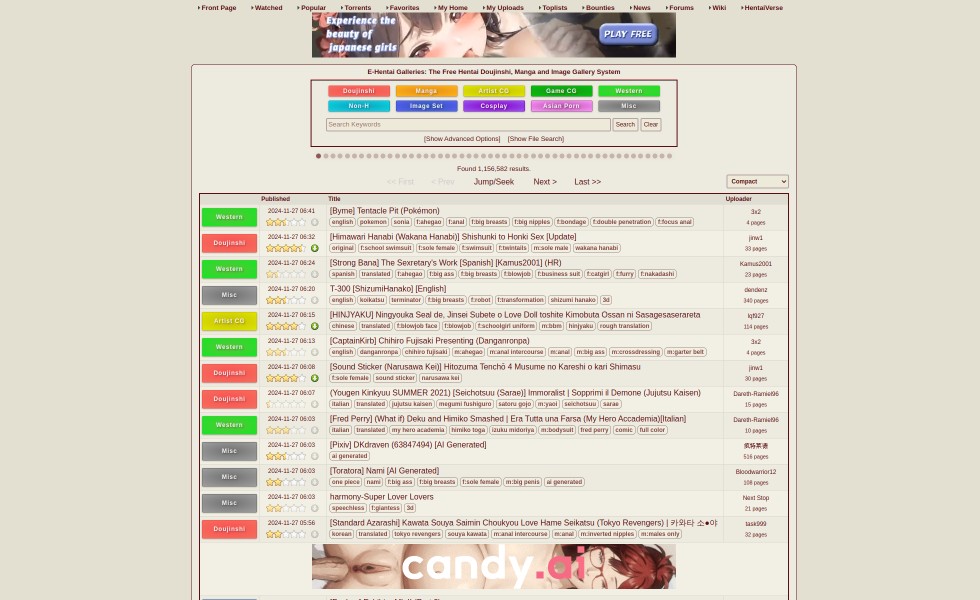 Front Page Watched Popular Torrents Favorites My Home My Uploads Toplists Bounties News Forums Wiki HentaiVerse
Experience the
beauty of
japanese girls
PLAY FREE
E-Hentai Galleries: The Free Hentai Doujinshi, Manga and Image Gallery System
Doujinshi Manga Artist CG Game CG Western
Non-H Image Set Cosplay Asian Porn Misc
Search Keywords Search Clear
[Show Advanced Options] [Show File Search]
Found 1,156,582 results.
<< First < Prev Jump/Seek Next > Last >> Compact
Published Title Uploader
Western 2024-11-27 06:41 [Byme] Tentacle Pit (Pokémon) 3x2
english pokemon sonia f:ahegao f:anal f:big breasts f:big nipples f:bondage f:double penetration f:focus anal 4 pages
Doujinshi 2024-11-27 06:32 [Himawari Hanabi (Wakana Hanabi)] Shishunki to Honki Sex [Update] jinw1
original f:school swimsuit f:sole female f:swimsuit f:twintails m:sole male wakana hanabi 33 pages
Western 2024-11-27 06:24 [Strong Bana] The Sexretary's Work [Spanish] [Kamus2001] (HR) Kamus2001
spanish translated f:ahegao f:big ass f:big breasts f:blowjob f:business suit f:catgirl f:furry f:nakadashi 23 pages
Misc 2024-11-27 06:20 T-300 [ShizumiHanako] [English] dendenz
english koikatsu terminator f:big breasts f:robot f:transformation shizumi hanako 3d 340 pages
Artist CG 2024-11-27 06:15 [HINJYAKU] Ningyouka Seal de, Jinsei Subete o Love Doll toshite Kimobuta Ossan ni Sasagesaserareta lqf927
chinese translated f:blowjob face f:blowjob f:schoolgirl uniform m:bbm hinjyaku rough translation 114 pages
Western 2024-11-27 06:13 [CaptainKirb] Chihiro Fujisaki Presenting (Danganronpa) 3x2
english danganronpa chihiro fujisaki m:ahegao m:anal intercourse m:anal m:big ass m:crossdressing m:garter belt 4 pages
Doujinshi 2024-11-27 06:08 [Sound Sticker (Narusawa Kei)] Hitozuma Tenchō 4 Musume no Kareshi o kari Shimasu jinw1
f:sole female sound sticker narusawa kei 30 pages
Doujinshi 2024-11-27 06:07 (Yougen Kinkyuu SUMMER 2021) [Seichotsuu (Sarae)] Immoralist | Sopprimi il Demone (Jujutsu Kaisen) Dareth-Ramiel96
italian translated jujutsu kaisen megumi fushiguro satoru gojo m:yaoi seichotsuu sarae 15 pages
Western 2024-11-27 06:03 [Fred Perry] (What if) Deku and Himiko Smashed | Era Tutta una Farsa (My Hero Accademia)[Italian] Dareth-Ramiel96
italian translated my hero academia himiko toga izuku midoriya m:bodysuit fred perry comic full color 10 pages
Misc 2024-11-27 06:03 [Pixiv] DKdraven (63847494) [AI Generated]
ai generated 516 pages
Misc 2024-11-27 06:03 [Toratora] Nami [AI Generated] Bloodwarrior12
one piece nami f:big ass f:big breasts f:sole female m:big penis ai generated 108 pages
Misc 2024-11-27 06:03 harmony-Super Lover Lovers Next Stop
speechless f:giantess 3d 21 pages
Doujinshi 2024-11-27 05:56 [Standard Azarashi] Kawata Souya Saimin Choukyou Love Hame Seikatsu (Tokyo Revengers) | 카와타 소●야 task999
korean translated tokyo revengers souya kawata m:anal intercourse m:anal m:inverted nipples m:males only 32 pages
candy.ai